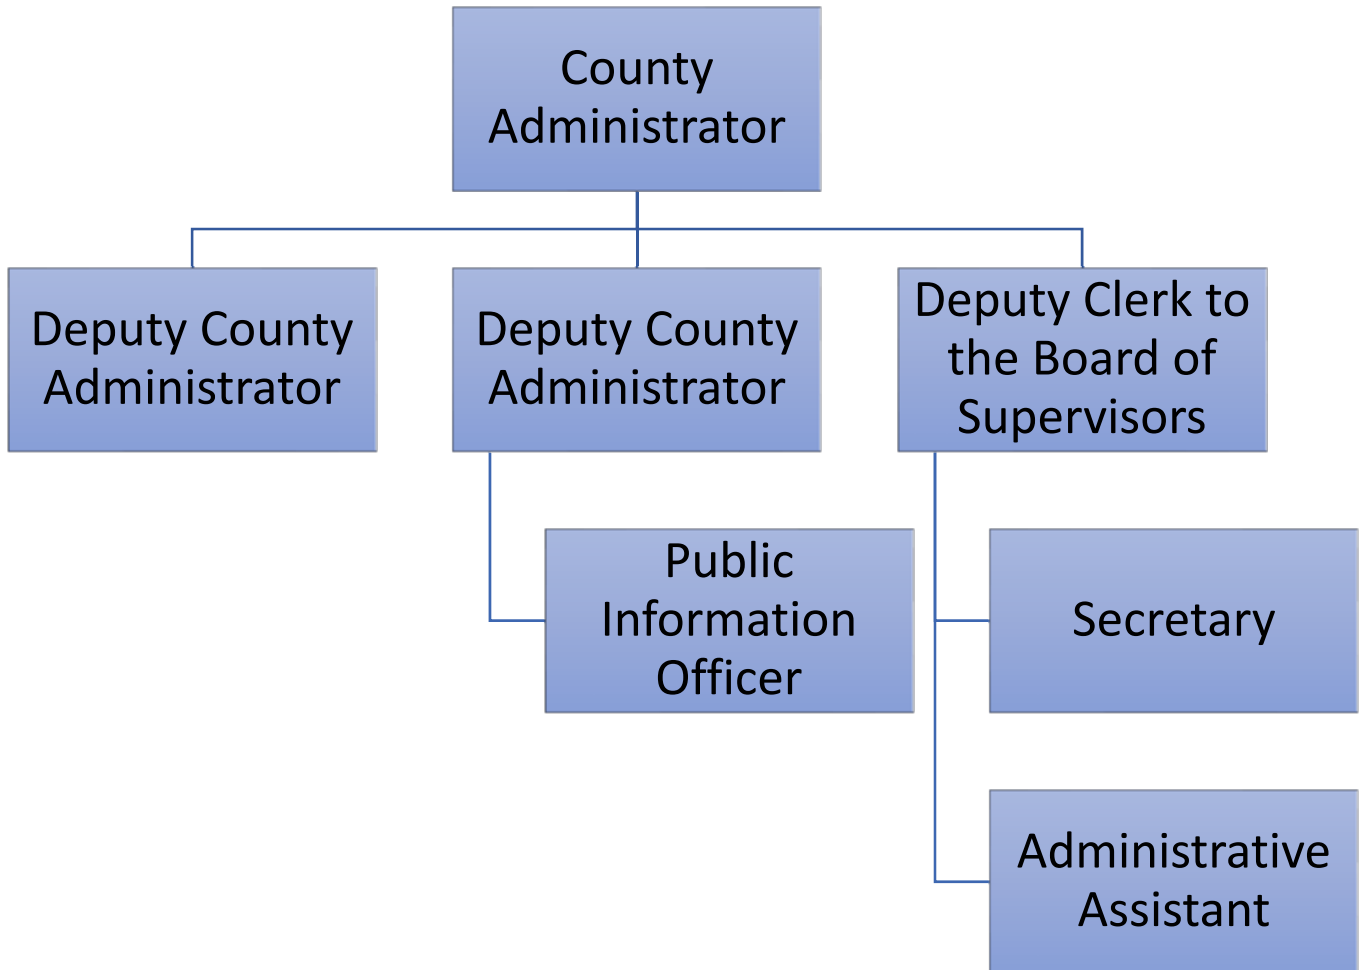 County
Administrator
Deputy County
Administrator
Deputy County
Administrator
Deputy Clerk to
the Board of
Supervisors
Public
Information
Officer
Secretary
Administrative
Assistant